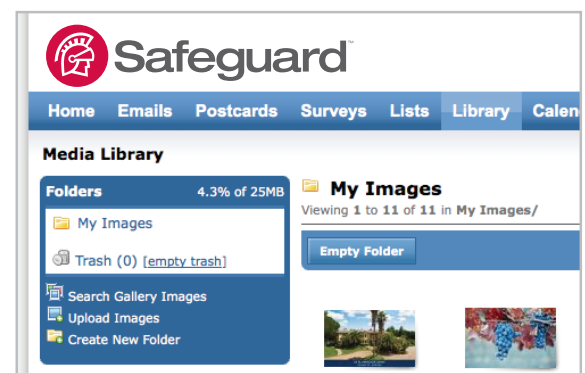 Safeguard
Home Emails Postcards Surveys Lists Library Calen
Media Library
Folders 4.3% of 25MB
My Images
Trash (0) [empty trash]
Search Gallery Images
Upload Images
Create New Folder
My Images
Viewing 1 to 11 of 11 in My Images/
Empty Folder